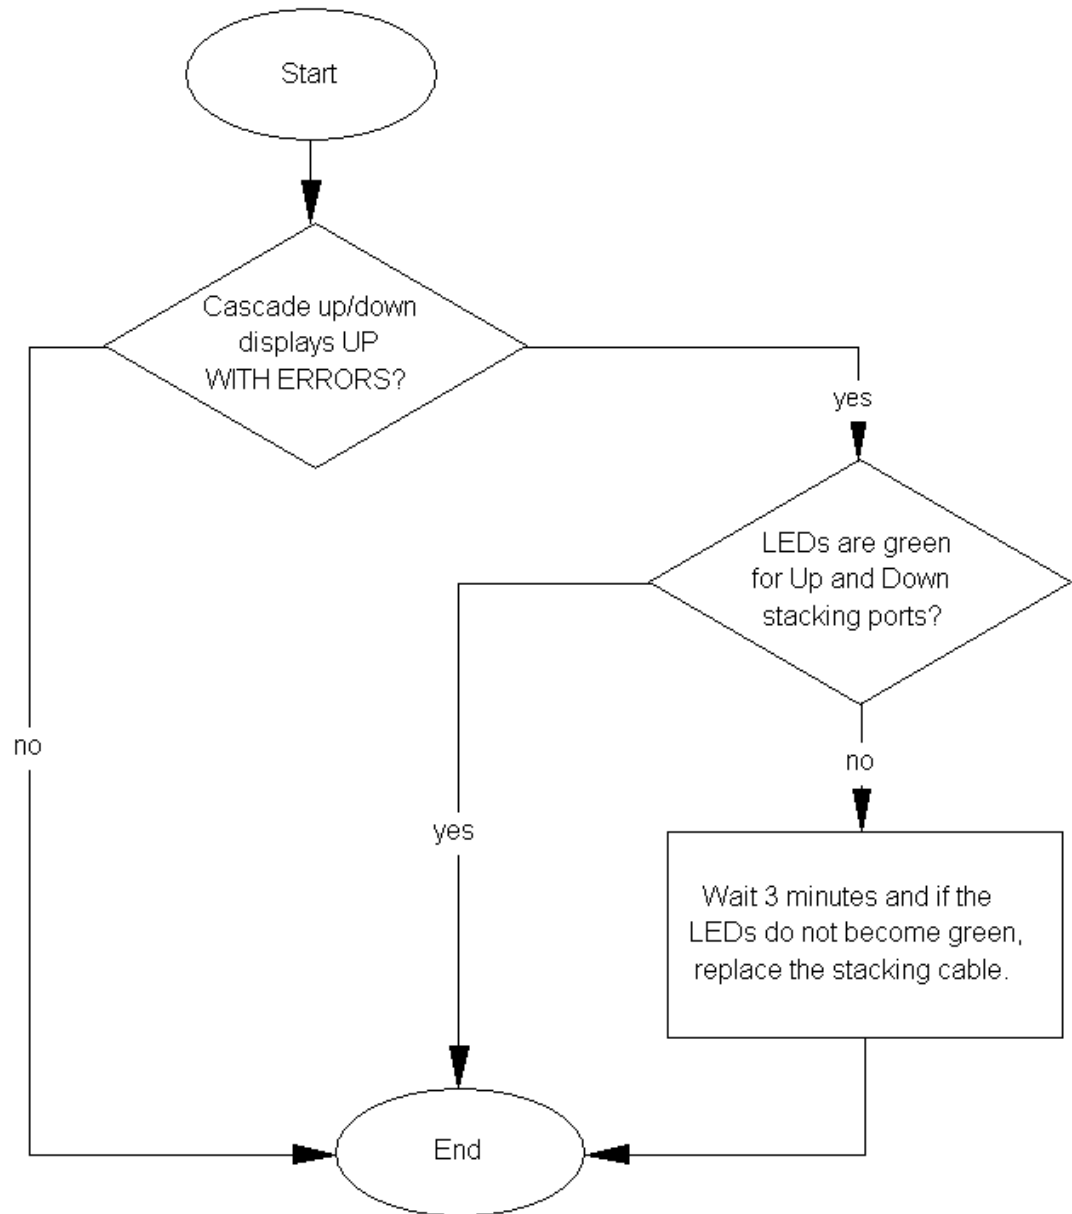 Start
Cascade up/down
displays UP
WITH ERRORS?
yes
LEDs are green
for Up and Down
stacking ports?
no
no
yes
Wait 3 minutes and if the
LEDs do not become green,
replace the stacking cable.
End